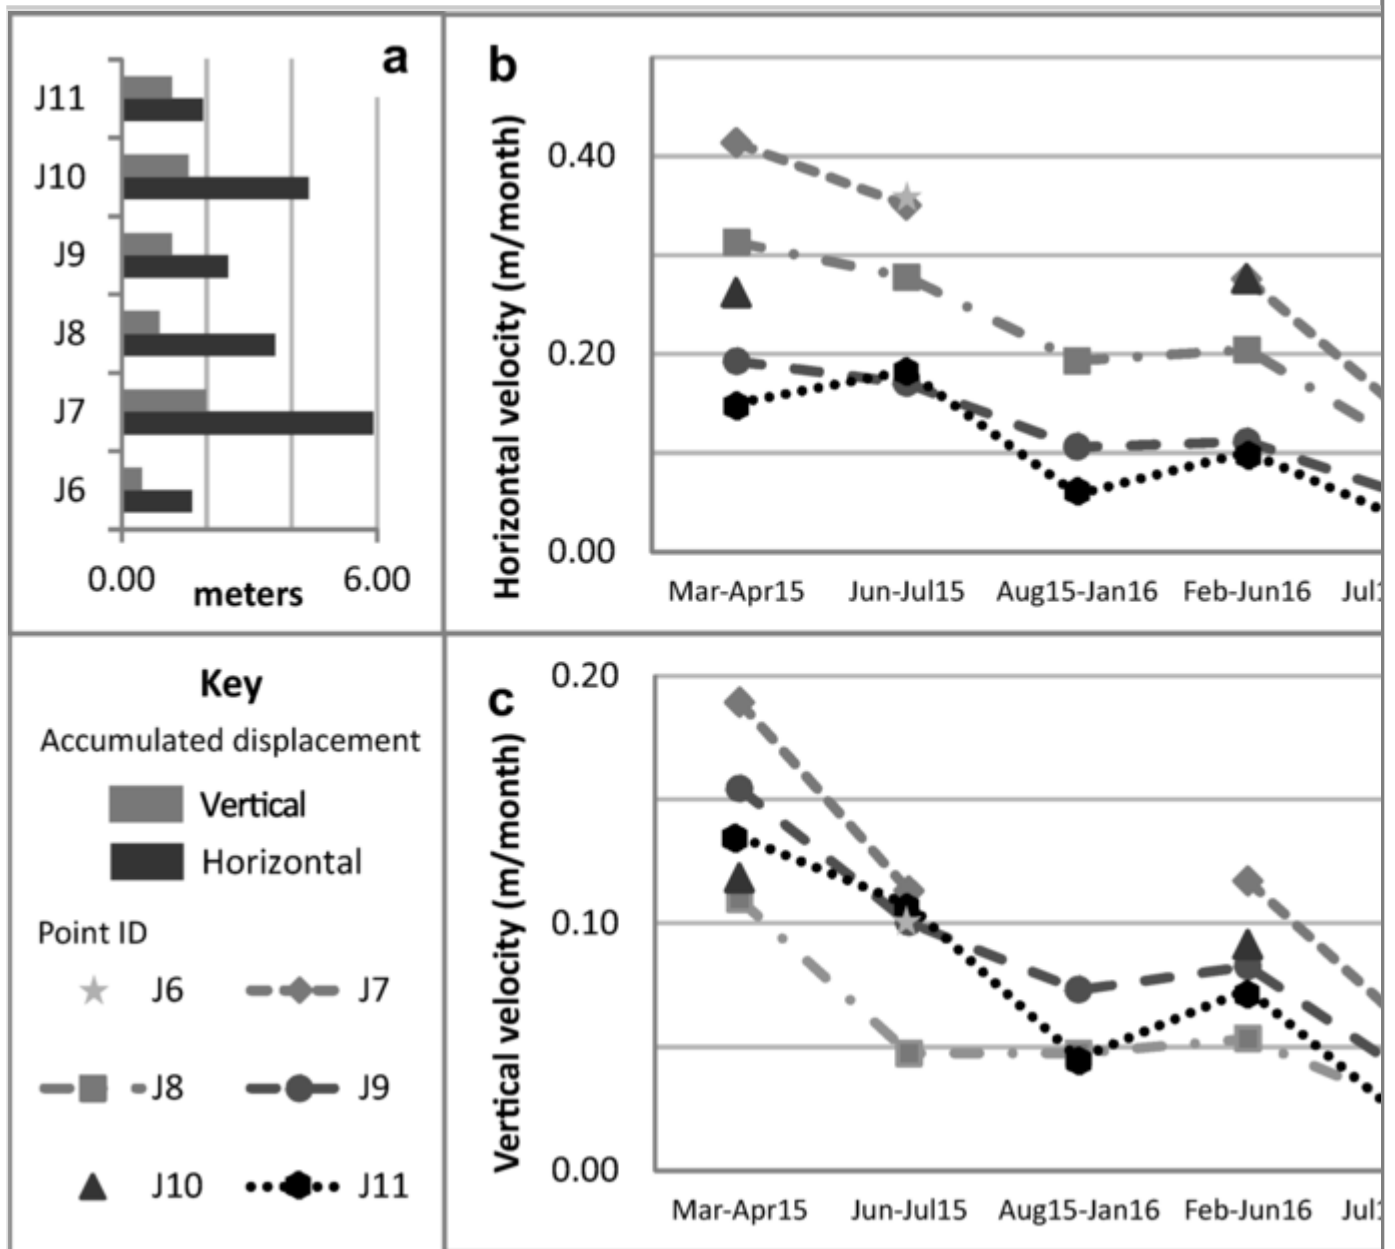 a
J11
J10
J9
J8
J7
J6
0.00
6.00
meters
b
Horizontal velocity (m/month)
0.40
0.20
0.00
Mar-Apr15 Jun-Jul15 Aug15-Jan16 Feb-Jun16
Key
Accumulated displacement
Vertical
Horizontal
Point ID
J6 J7
J8 J9
J10 J11
c
Vertical velocity (m/month)
0.20
0.10
0.00
Mar-Apr15 Jun-Jul15 Aug15-Jan16 Feb-Jun16